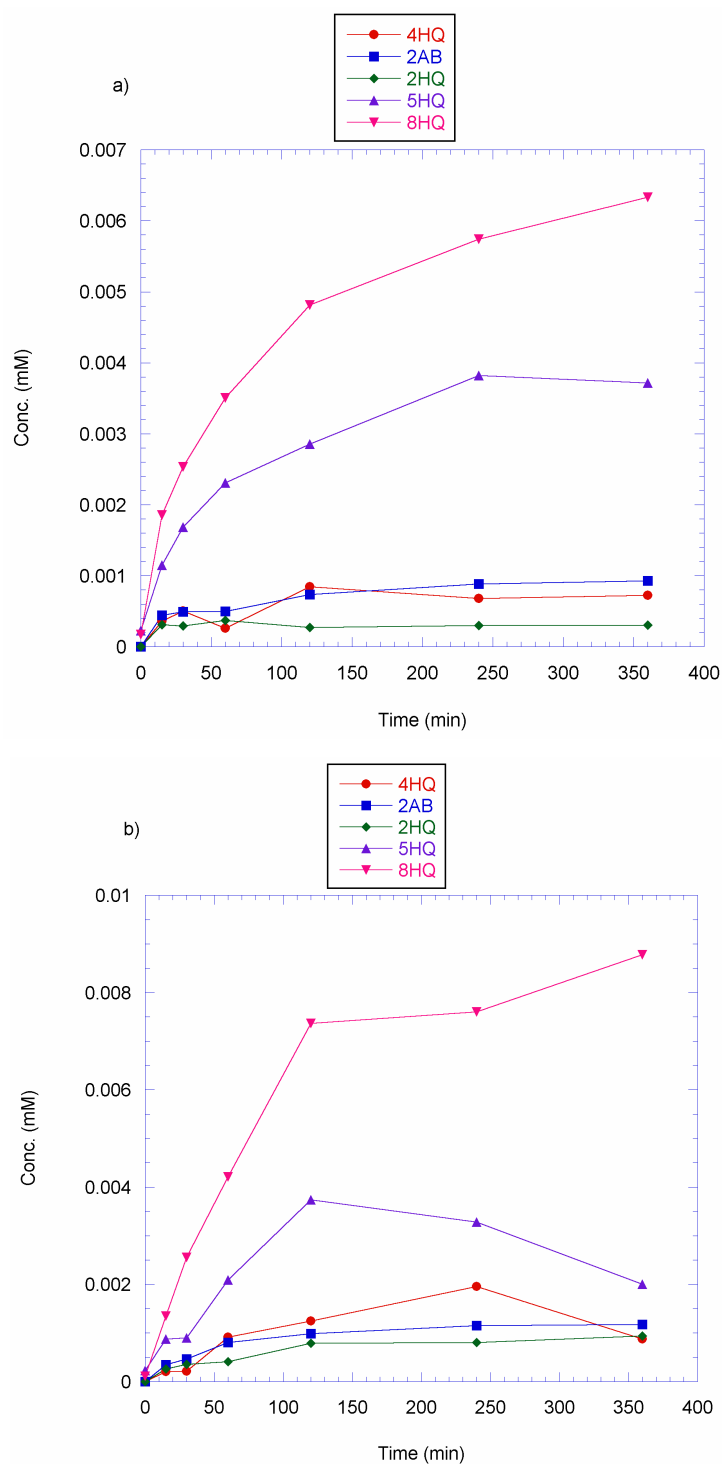 a)
4HQ
2AB
2HQ
5HQ
8HQ
0.007
0.006
0.005
0.004
0.003
0.002
0.001
0
Conc. (mM)
0 50 100 150 200 250 300 350 400
Time (min)
b)
4HQ
2AB
2HQ
5HQ
8HQ
0.01
0.008
0.006
0.004
0.002
0
Conc. (mM)
0 50 100 150 200 250 300 350 400
Time (min)